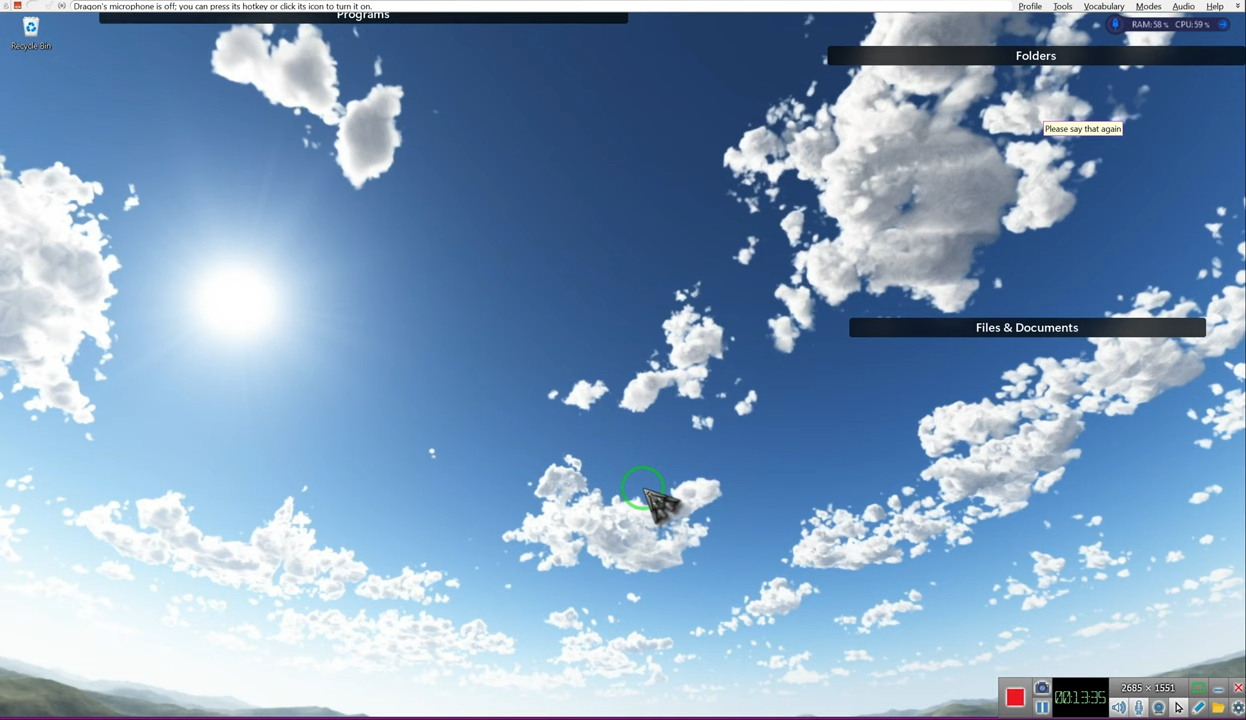 Dragon's microphone is off; you can press its hotkey or click its icon to turn it on.
Profile Tools Vocabulary Modes Audio Help
Programs
RAM: 58 % CPU: 59 %
Recycle Bin
Folders
Please say that again
Files & Documents
2685 × 1551
00:13:35